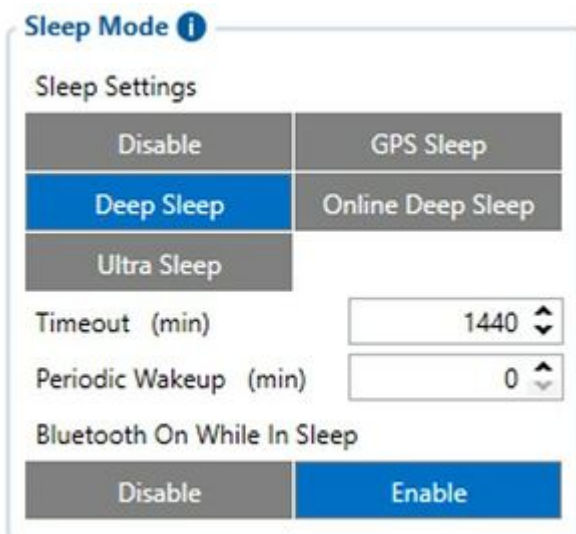 Sleep Mode i
Sleep Settings
Disable GPS Sleep
Deep Sleep Online Deep Sleep
Ultra Sleep
Timeout (min) 1440
Periodic Wakeup (min) 0
Bluetooth On While In Sleep
Disable Enable